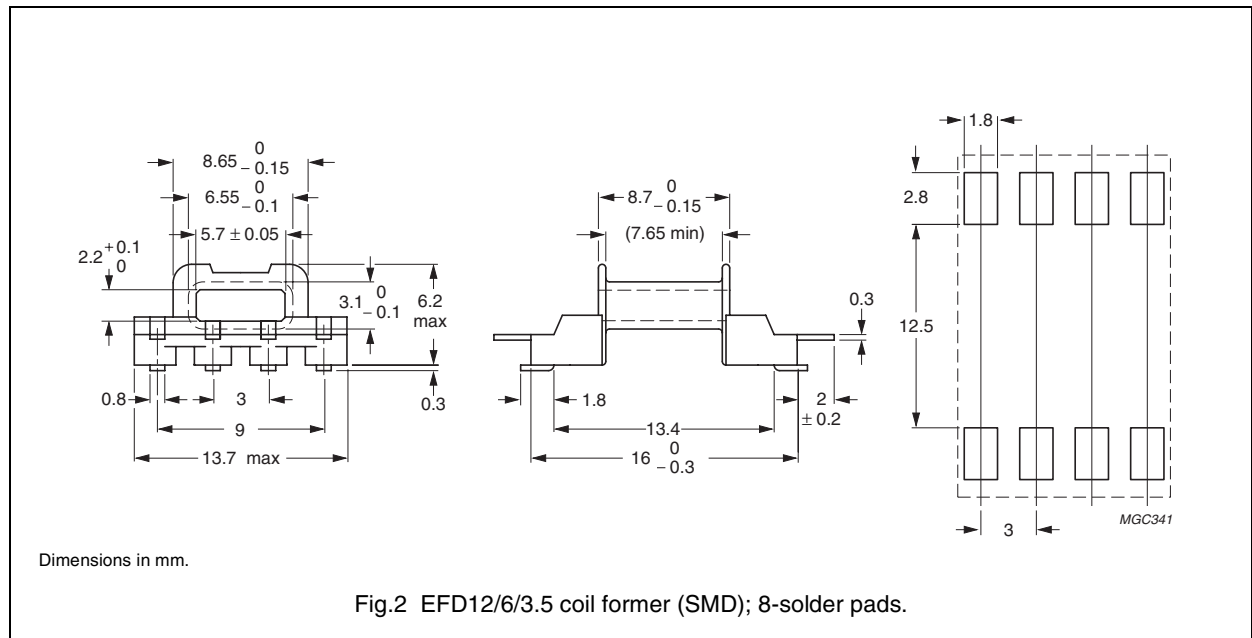 8.65 0 − 0.15
6.55 0 − 0.1
5.7 ± 0.05
2.2 + 0.1 0
3.1 0 − 0.1
6.2 max
0.8
3
0.3
9
13.7 max
8.7 0 − 0.15
(7.65 min)
0.3
1.8
2 ± 0.2
13.4
16 0 − 0.3
1.8
2.8
12.5
3
MGC341
Dimensions in mm.
Fig.2 EFD12/6/3.5 coil former (SMD); 8-solder pads.